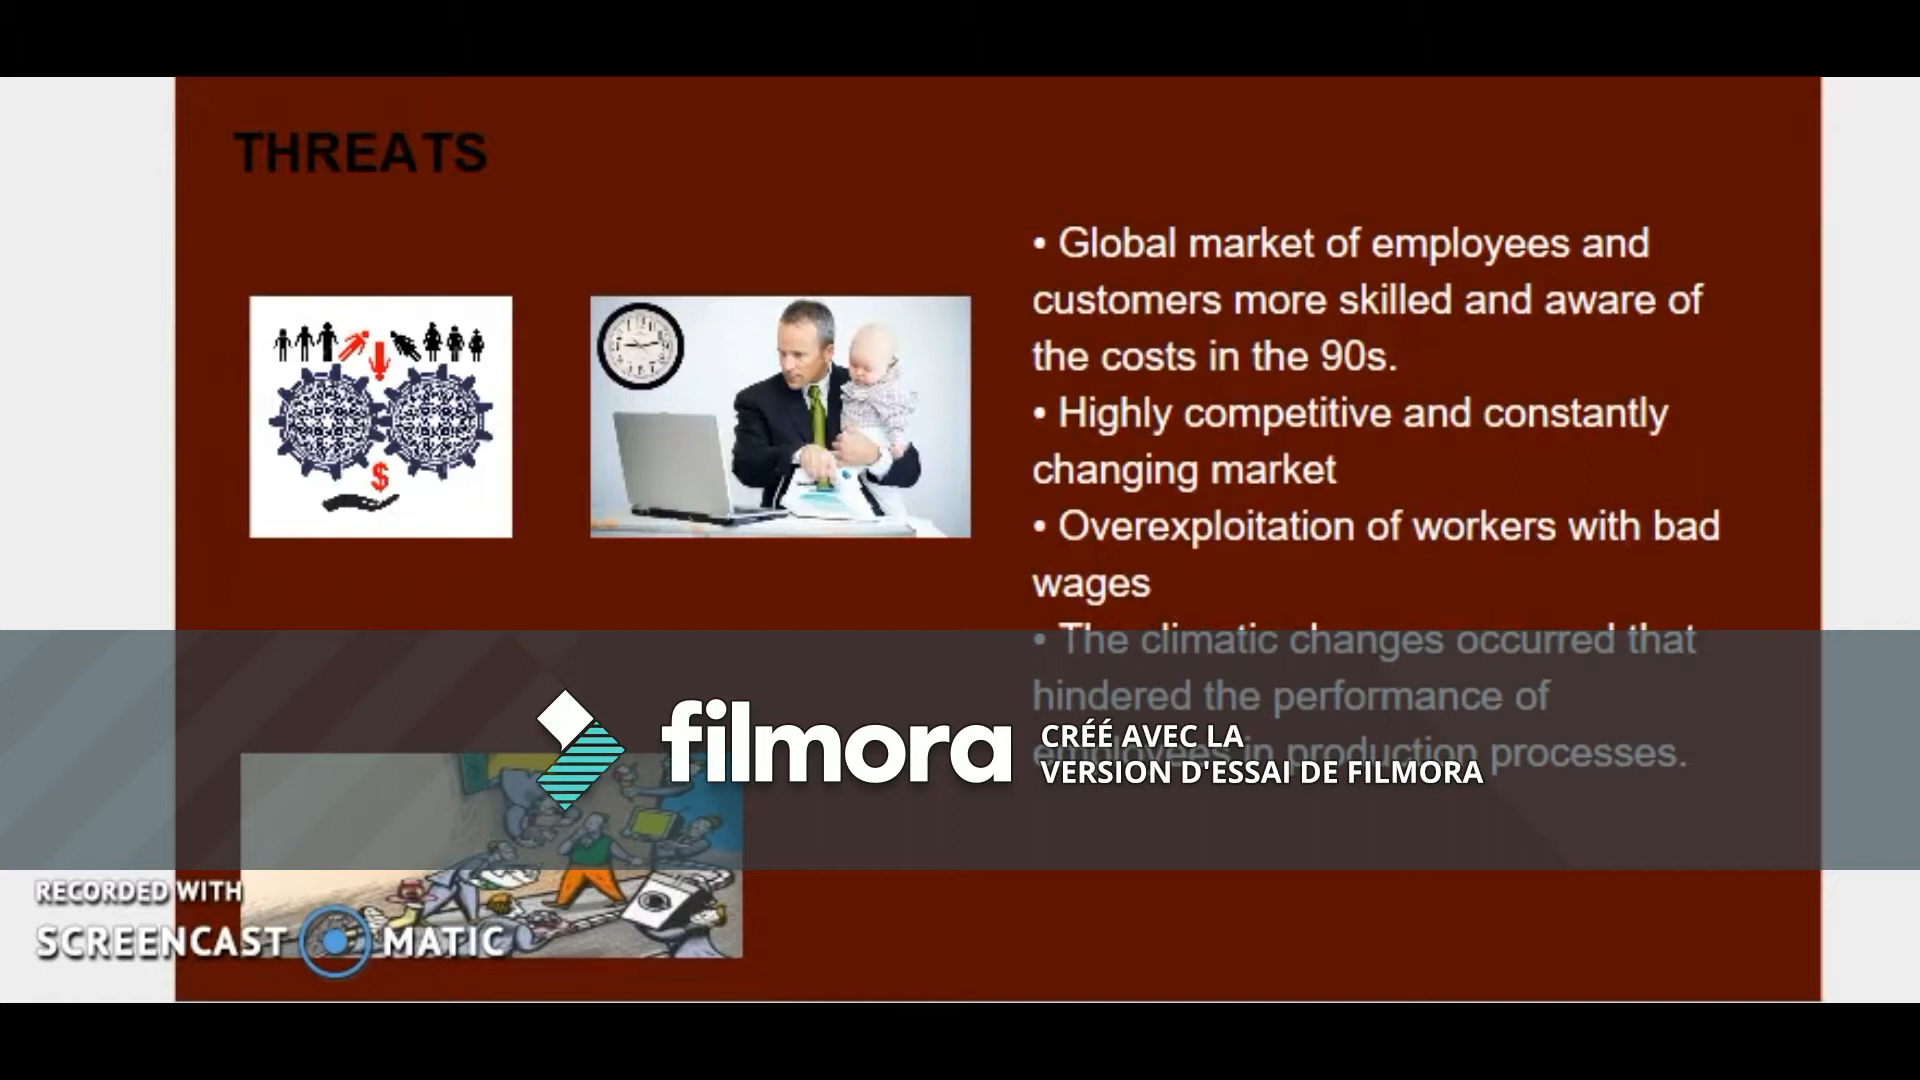 THREATS
• Global market of employees and
customers more skilled and aware of
the costs in the 90s.
• Highly competitive and constantly
changing market
• Overexploitation of workers with bad
wages
• The climatic changes occurred that
hindered the performance of
employees in production processes.
$
filmora
CRÉÉ AVEC LA
VERSION D'ESSAI DE FILMORA
RECORDED WITH
SCREENCAST MATIC